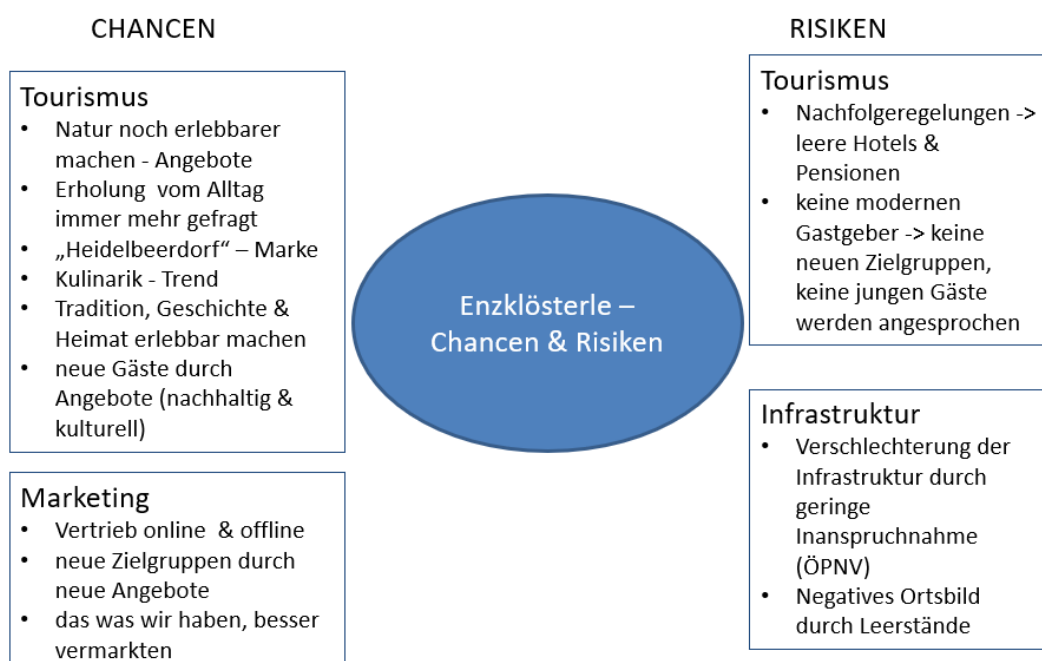 CHANCEN
Tourismus
• Natur noch erlebbarer
machen - Angebote
• Erholung vom Alltag
immer mehr gefragt
• „Heidelbeerdorf“ – Marke
• Kulinarik - Trend
• Tradition, Geschichte &
Heimat erlebbar machen
• neue Gäste durch
Angebote (nachhaltig &
kulturell)
Marketing
• Vertrieb online & offline
• neue Zielgruppen durch
neue Angebote
• das was wir haben, besser
vermarkten
Enzklösterle –
Chancen & Risiken
RISIKEN
Tourismus
• Nachfolgeregelungen ->
leere Hotels &
Pensionen
• keine modernen
Gastgeber -> keine
neuen Zielgruppen,
keine jungen Gäste
werden angesprochen
Infrastruktur
• Verschlechterung der
Infrastruktur durch
geringe
Inanspruchnahme
(ÖPNV)
• Negatives Ortsbild
durch Leerstände